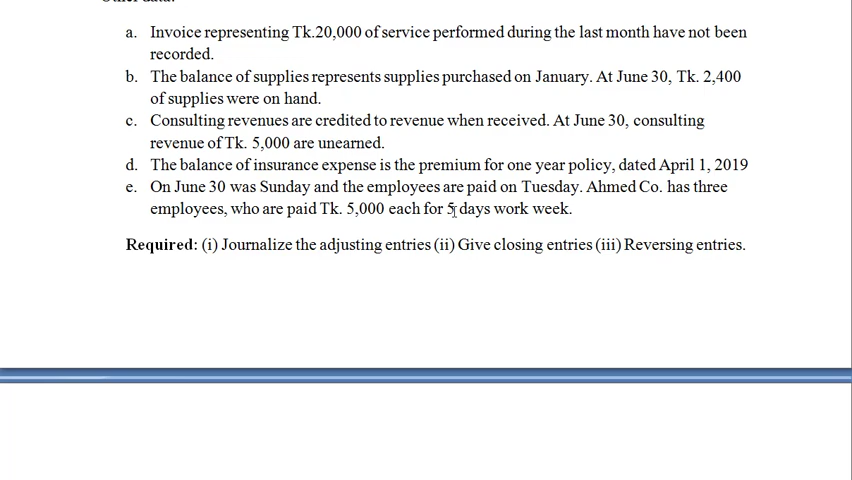 a. Invoice representing Tk.20,000 of service performed during the last month have not been
recorded.
b. The balance of supplies represents supplies purchased on January. At June 30, Tk. 2,400
of supplies were on hand.
c. Consulting revenues are credited to revenue when received. At June 30, consulting
revenue of Tk. 5,000 are unearned.
d. The balance of insurance expense is the premium for one year policy, dated April 1, 2019
e. On June 30 was Sunday and the employees are paid on Tuesday. Ahmed Co. has three
employees, who are paid Tk. 5,000 each for 5 days work week.
Required: (i) Journalize the adjusting entries (ii) Give closing entries (iii) Reversing entries.